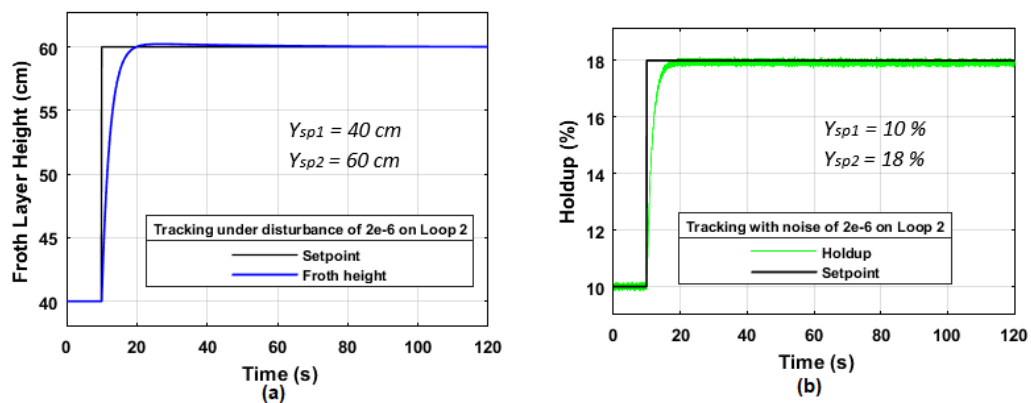 Froth Layer Height (cm)
60
55
50
45
40
Ysp1 = 40 cm
Ysp2 = 60 cm
Tracking under disturbance of 2e-6 on Loop 2
Setpoint
Froth height
0 20 40 60 80 100 120
Time (s)
(a)
Holdup (%)
18
16
14
12
10
Ysp1 = 10 %
Ysp2 = 18 %
Tracking with noise of 2e-6 on Loop 2
Holdup
Setpoint
0 20 40 60 80 100 120
Time (s)
(b)